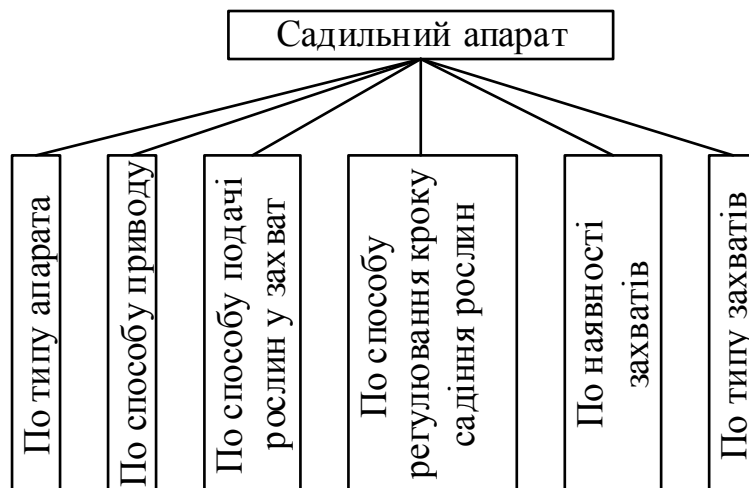 Садильний апарат
По типу апарата
По способу приводу
По способу подачі
рослин у захват
По способу
регулювання кроку
садіння рослин
По наявності
захватів
По типу захватів